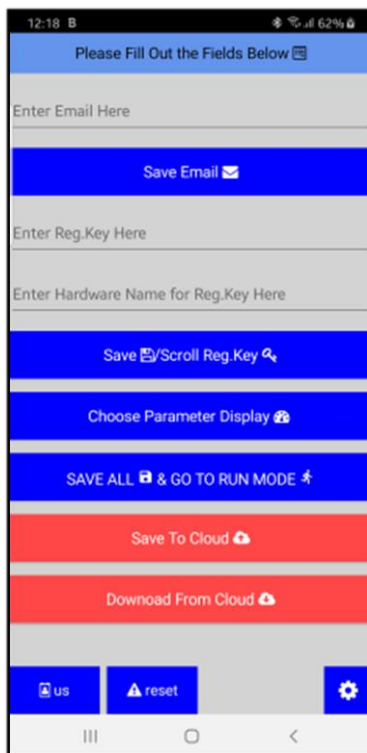 12:18 B 62%
Please Fill Out the Fields Below
Enter Email Here
Save Email
Enter Reg.Key Here
Enter Hardware Name for Reg.Key Here
Save /Scroll Reg.Key
Choose Parameter Display
SAVE ALL & GO TO RUN MODE
Save To Cloud
Downoad From Cloud
us reset